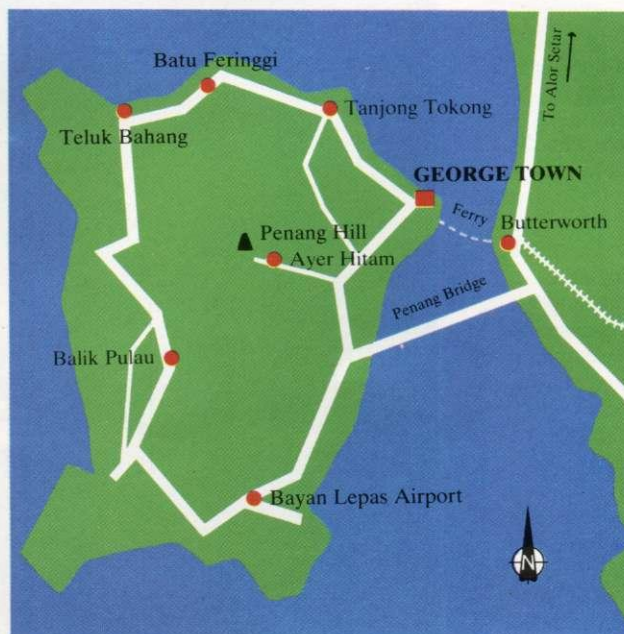 Batu Feringgi
Teluk Bahang
Tanjong Tokong
To Alor Setar
GEORGE TOWN
Ferry
Butterworth
Penang Hill
Ayer Hitam
Penang Bridge
Balik Pulau
Bayan Lepas Airport
N